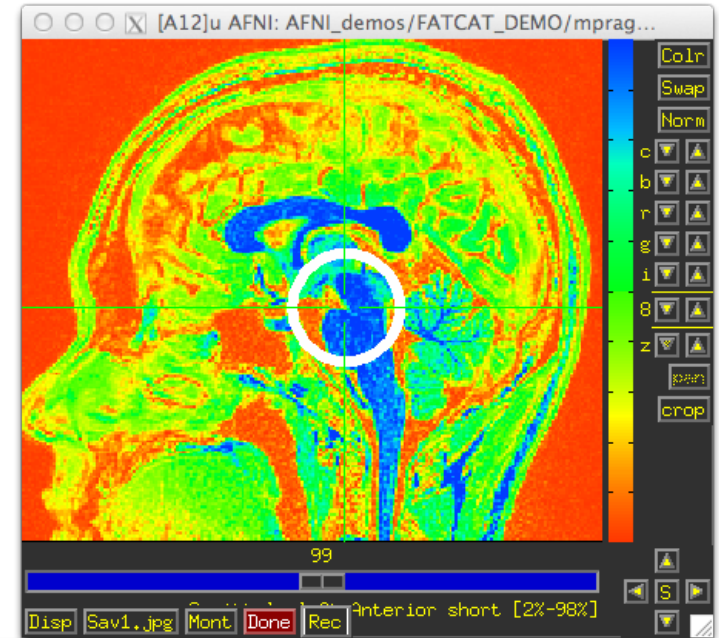 [A12]u AFNI: AFNI_demos/FATCAT_DEMO/mprag...
Colr
Swap
Norm
c
b
r
g
i
8
z
pan
crop
99
S
Anterior short [2%-98%]
Disp Sav1.jpg Mont Done Rec